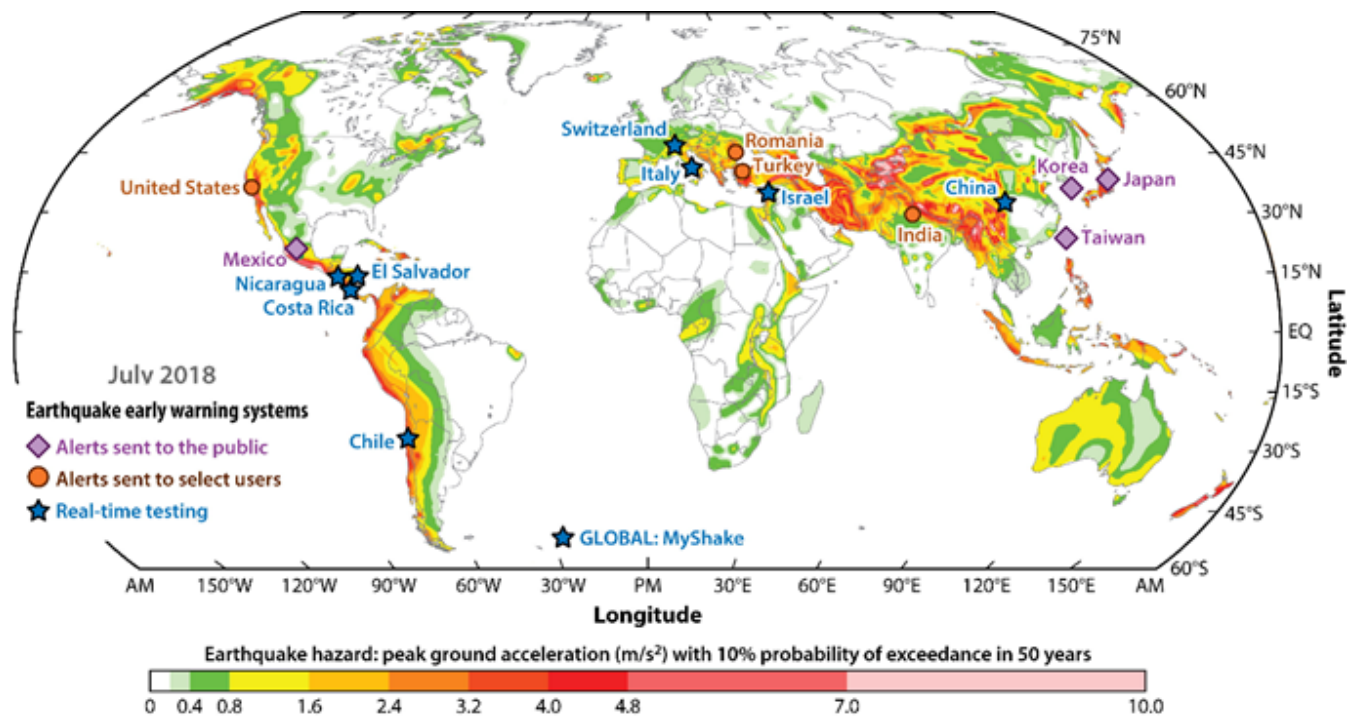 75°N
60°N
Switzerland
Romania
45°N
Turkey
Korea
Italy
China
Japan
United States
Israel
30°N
India
Taiwan
Mexico
El Salvador
15°N
Nicaragua
Costa Rica
EQ
Latitude
July 2018
15°S
Earthquake early warning systems
Chile
Alerts sent to the public
30°S
Alerts sent to select users
Real-time testing
45°S
GLOBAL: MyShake
60°S
AM 150°W 120°W 90°W 60°W 30°W PM 30°E 60°E 90°E 120°E 150°E AM
Longitude
Earthquake hazard: peak ground acceleration (m/s²) with 10% probability of exceedance in 50 years
0 0.4 0.8 1.6 2.4 3.2 4.0 4.8 7.0 10.0